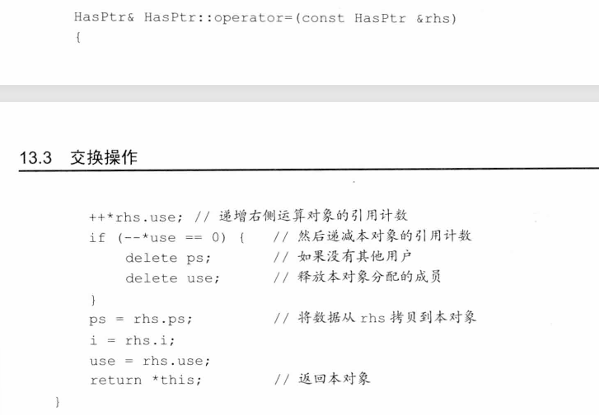 HasPtr& HasPtr::operator=(const HasPtr &rhs)
{
13.3 交换操作
++*rhs.use; // 递增右侧运算对象的引用计数
if (--*use == 0) { // 然后递减本对象的引用计数
delete ps; // 如果没有其他用户
delete use; // 释放本对象分配的成员
}
ps = rhs.ps; // 将数据从 rhs 拷贝到本对象
i = rhs.i;
use = rhs.use;
return *this; // 返回本对象
}